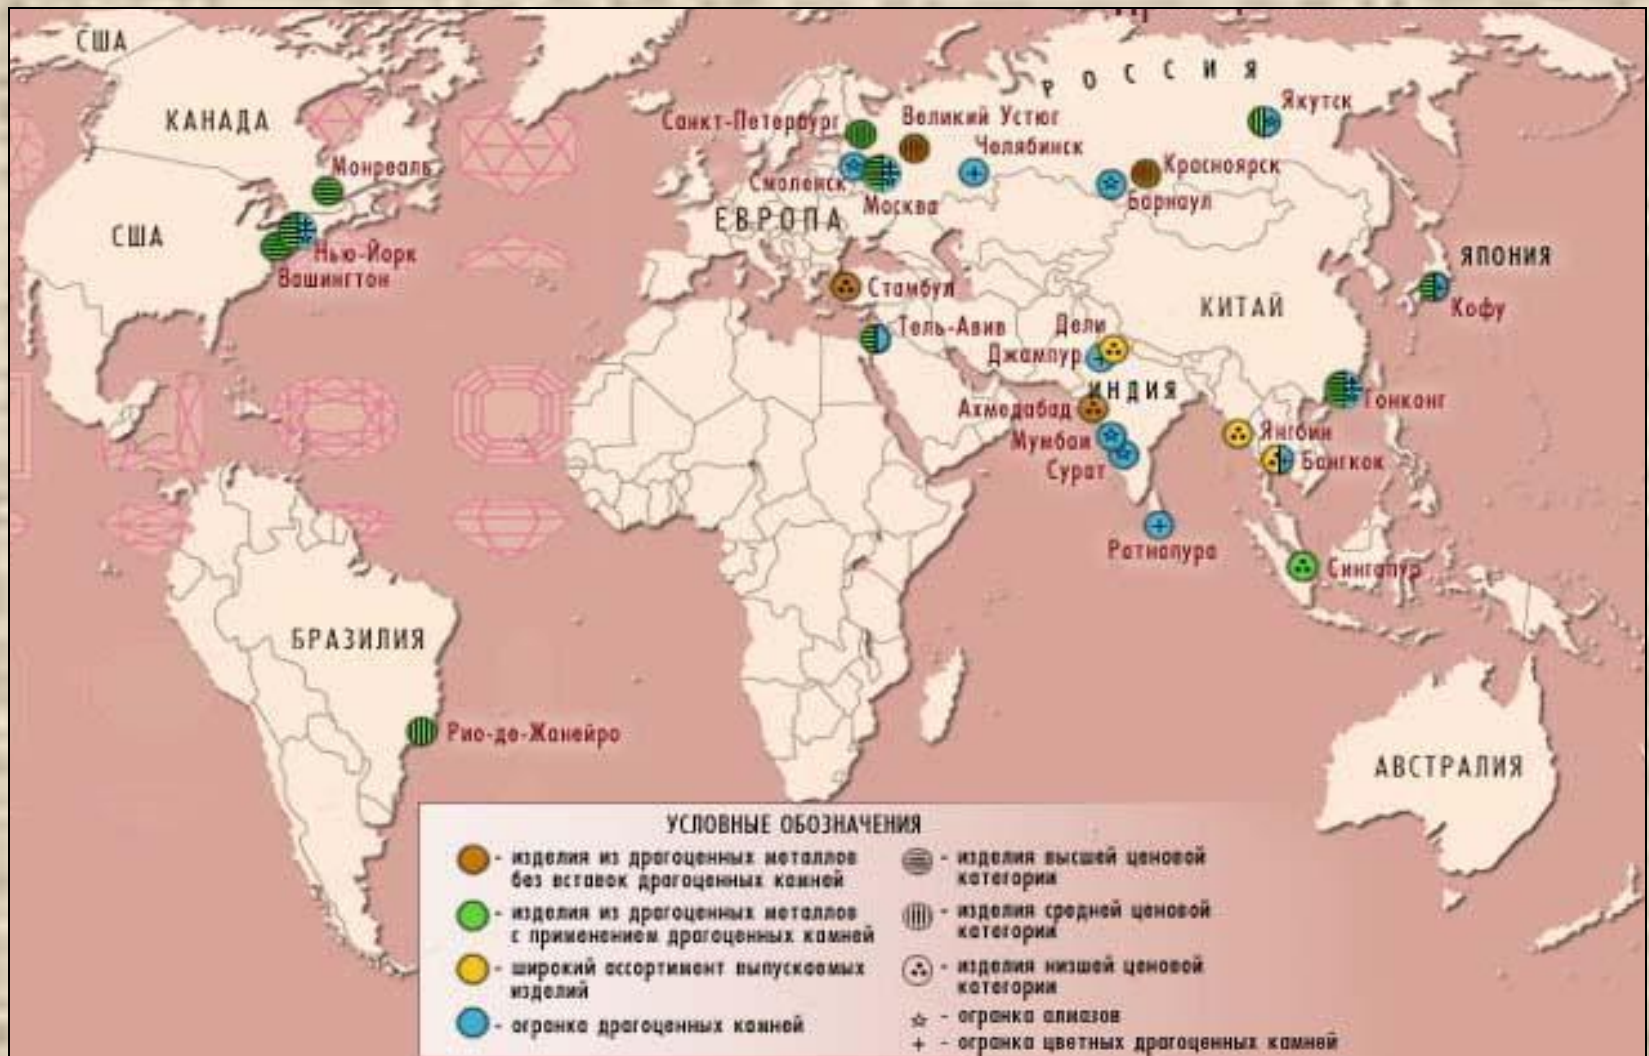 США
КАНАДА
РОССИЯ
Якутск
Санкт-Петербург
Великий Устюг
Челябинск
Монреаль
Красноярск
Смоленск
Москва
Барнаул
ЕВРОПА
США
Нью-Йорк
Вашингтон
ЯПОНИЯ
Кофу
Стамбул
КИТАЙ
Тель-Авив
Дели
Джампур
ИНДИЯ
Гонконг
Ахмедабад
Мумбаи
Янгбин
Сурат
Бангкок
Ратнапура
Сингапур
БРАЗИЛИЯ
Рио-де-Жанейро
АВСТРАЛИЯ
УСЛОВНЫЕ ОБОЗНАЧЕНИЯ
- изделия из драгоценных металлов
без вставок драгоценных камней
- изделия из драгоценных металлов
с применением драгоценных камней
- широкий ассортимент выпускаемых
изделий
- огранка драгоценных камней
- изделия высшей ценовой
категории
- изделия средней ценовой
категории
- изделия низшей ценовой
категории
- огранка алмазов
+ - огранка цветных драгоценных камней